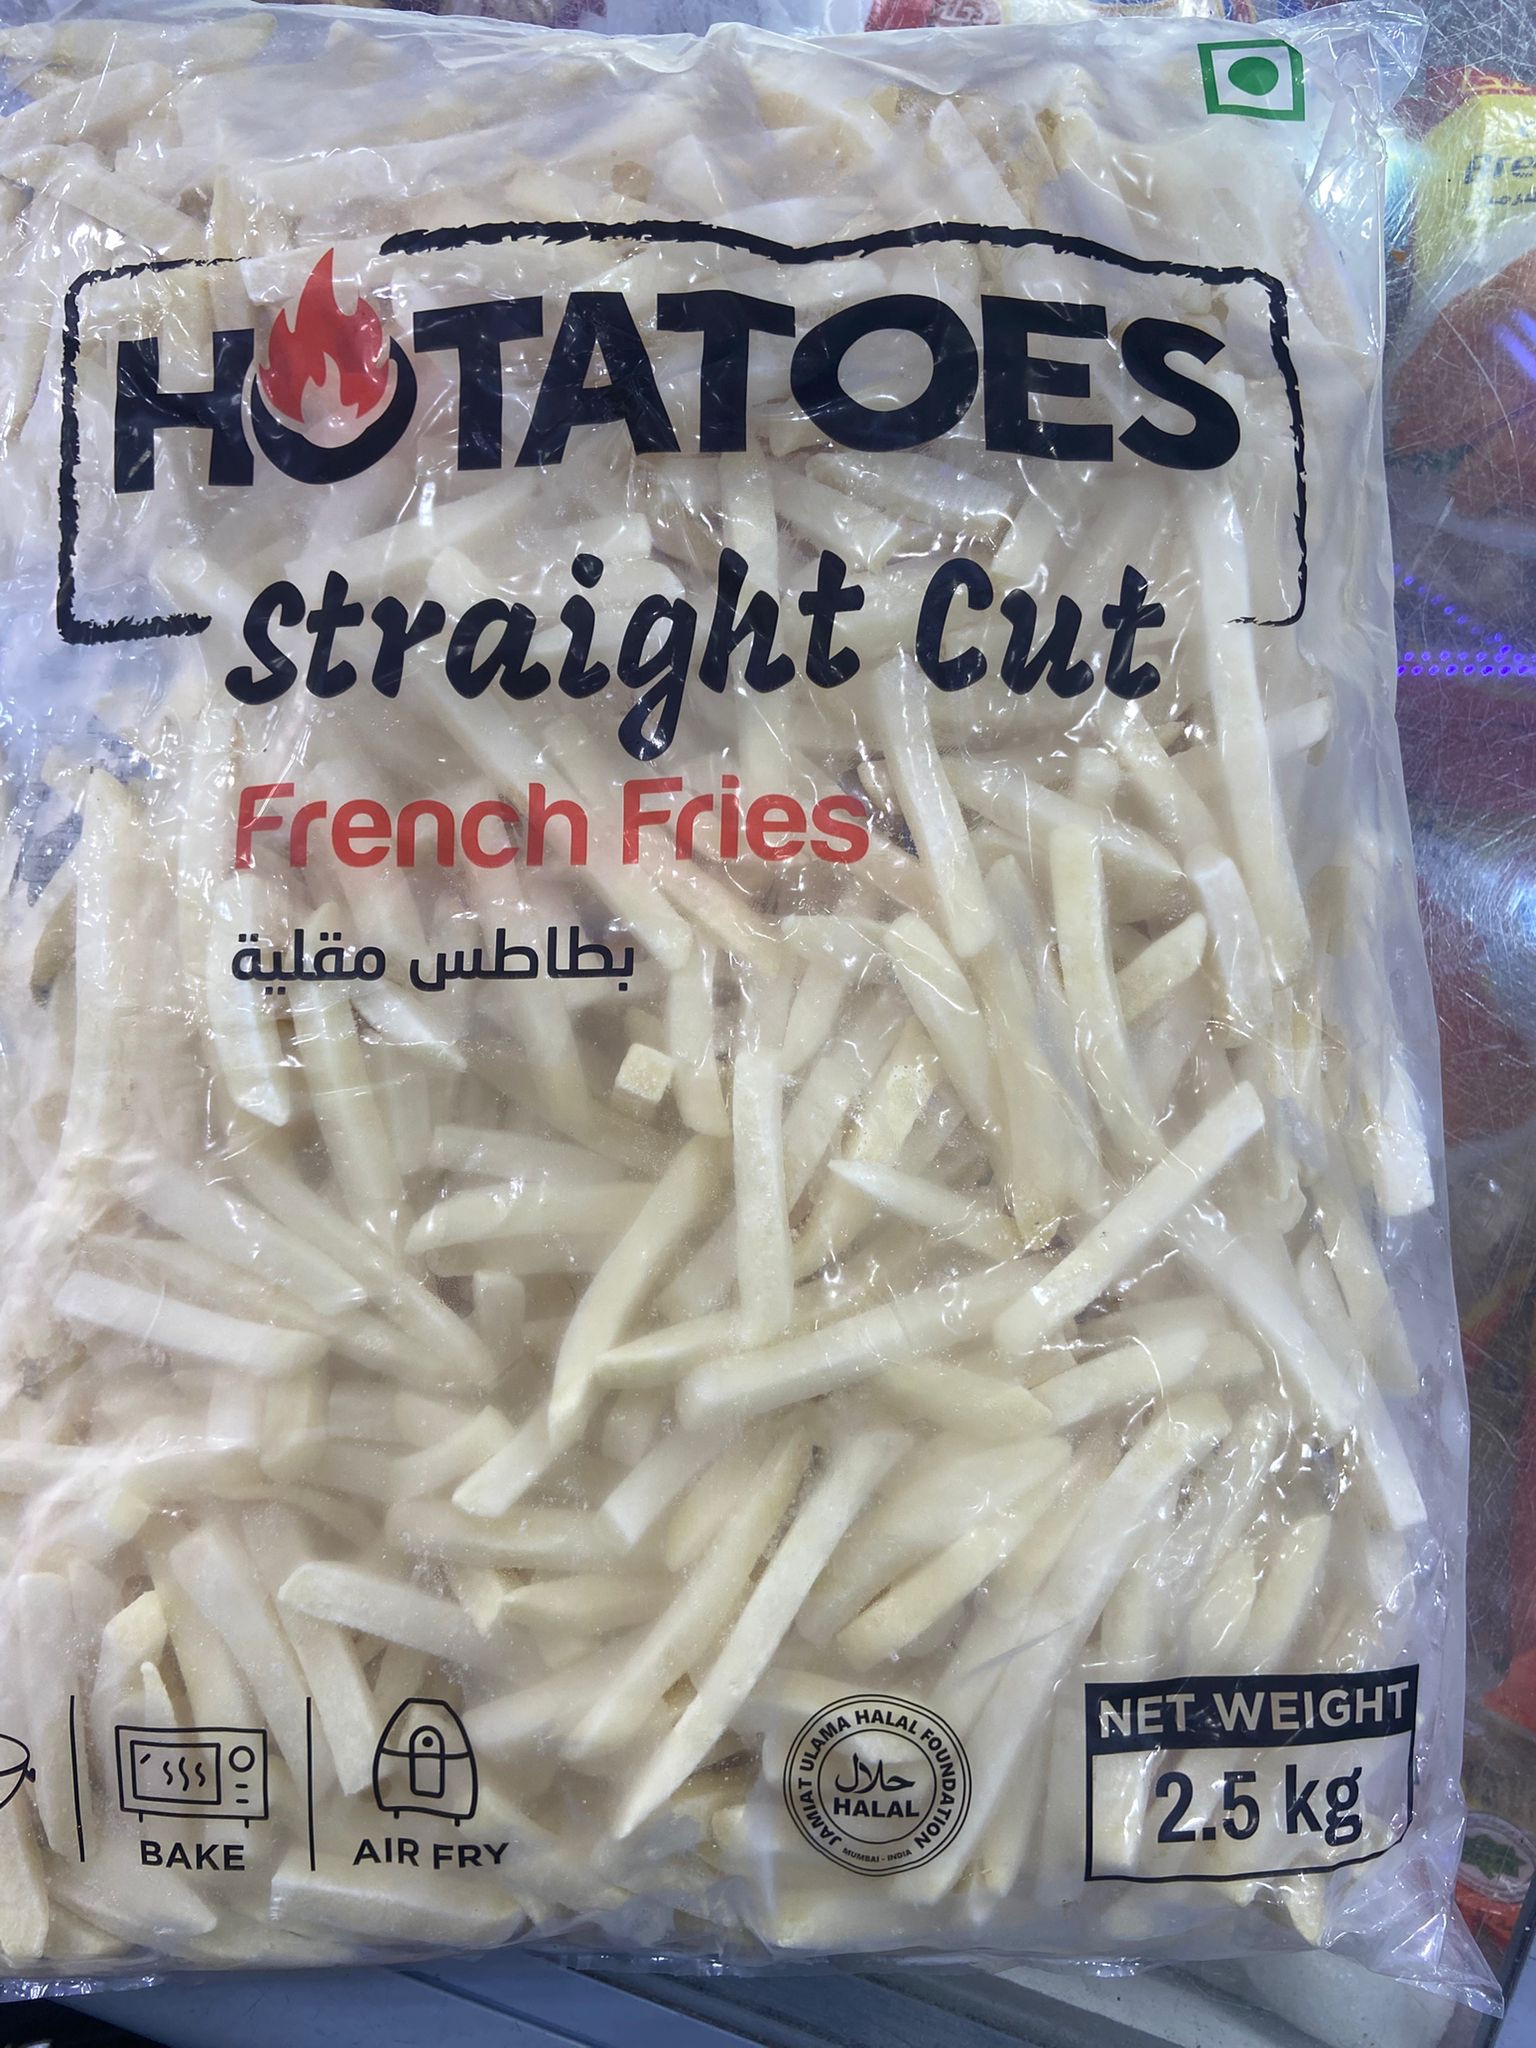 HOTATOES
Straight Cut
French Fries
بطاطس مقلية
BAKE
AIR FRY
JAMIAT ULAMA HALAL FOUNDATION
حلال
HALAL
MUMBAI - INDIA
NET WEIGHT
2.5 kg